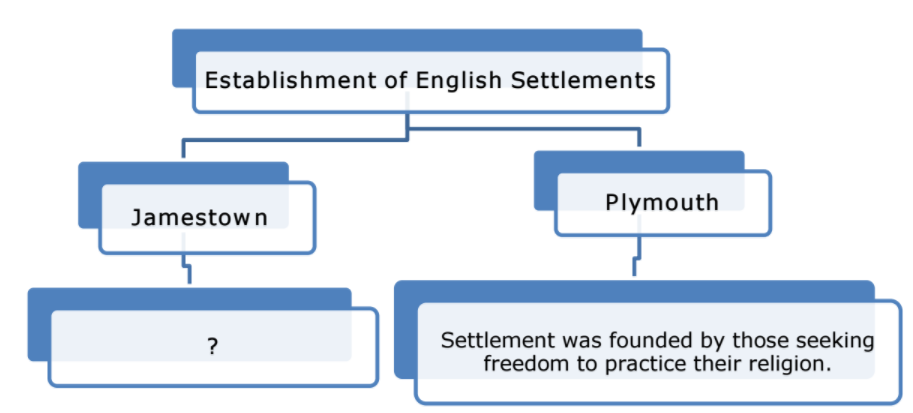 Establishment of English Settlements
Jamestown
Plymouth
?
Settlement was founded by those seeking
freedom to practice their religion.